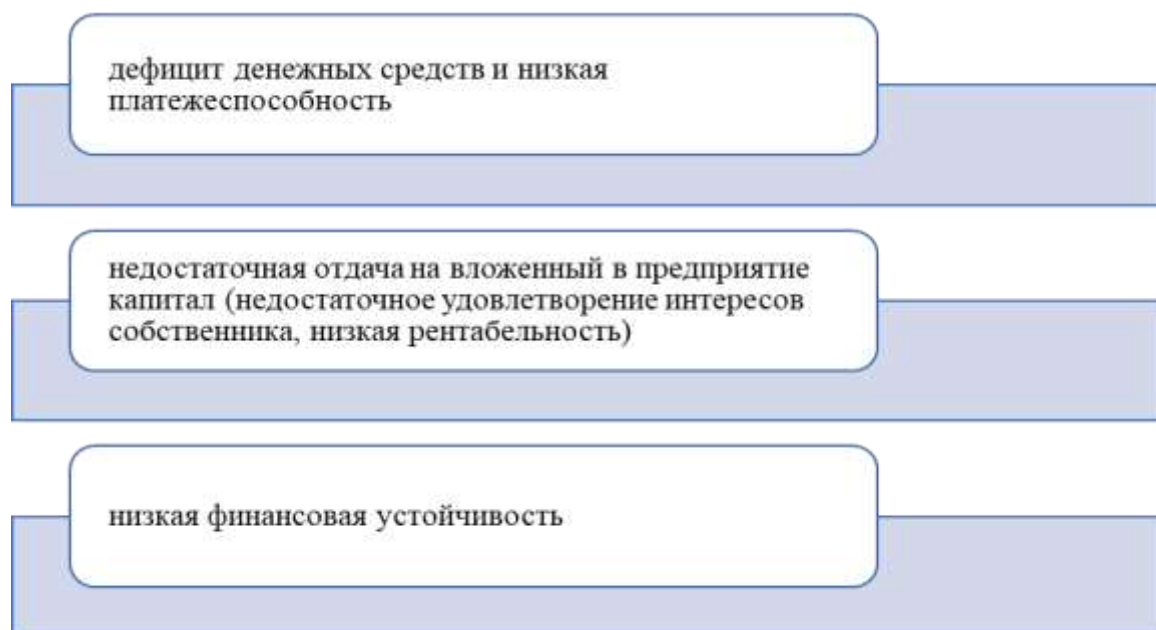 дефицит денежных средств и низкая
платежеспособность
недостаточная отдача на вложенный в предприятие
капитал (недостаточное удовлетворение интересов
собственника, низкая рентабельность)
низкая финансовая устойчивость